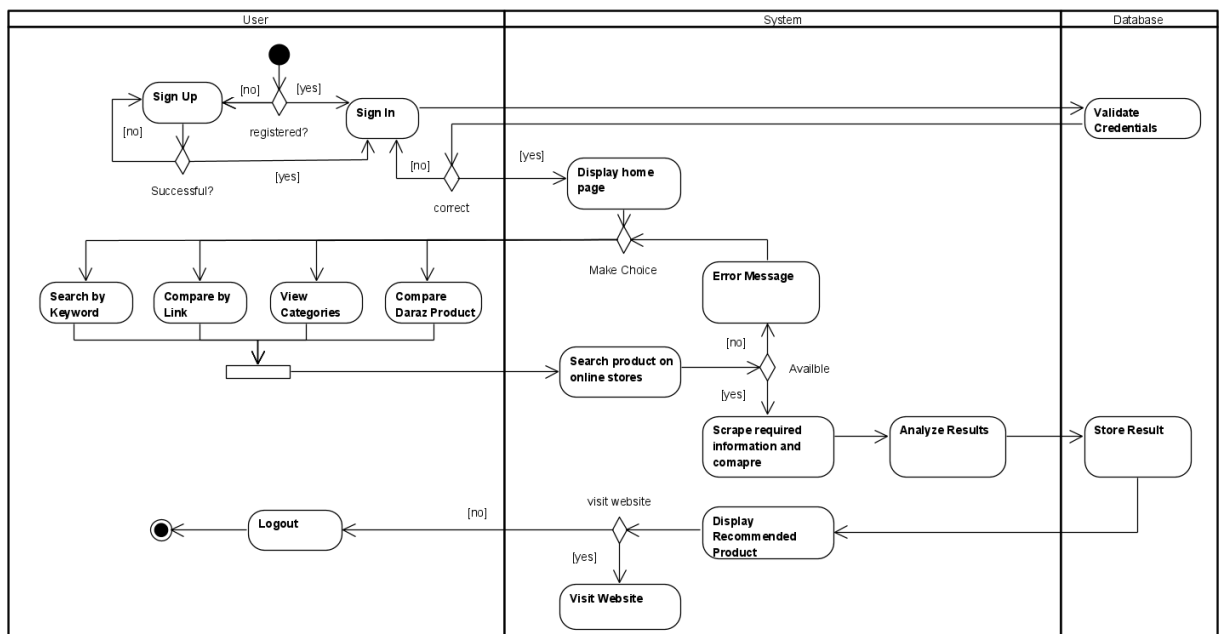 User
System
Database
[no]
[yes]
Sign Up
Sign In
Validate
Credentials
[no]
registered?
[yes]
[no]
[yes]
Successful?
correct
Display home
page
Make Choice
Search by
Keyword
Compare by
Link
View
Categories
Compare
Daraz Product
Error Message
[no]
Search product on
online stores
Availble
[yes]
Scrape required
information and
comapre
Analyze Results
Store Result
visit website
[no]
Logout
Display
Recommended
Product
[yes]
Visit Website